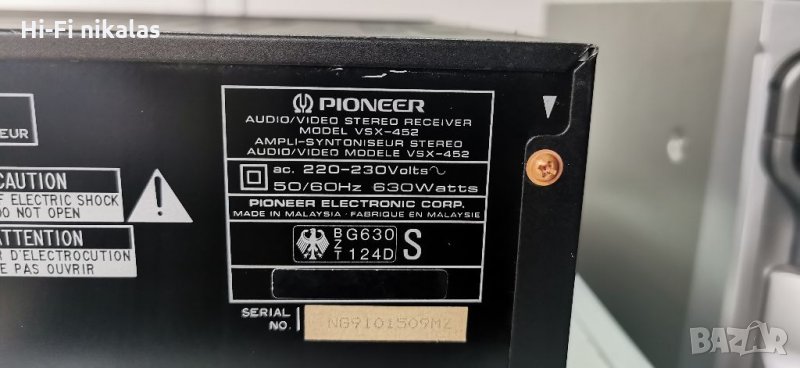 Hi-Fi nikalas
PIONEER
AUDIO/VIDEO STEREO RECEIVER
MODEL VSX-452
AMPLI-SYNTONISEUR STEREO
AUDIO/VIDEO MODELE VSX-452
ac. 220-230Volts~
50/60Hz 630Watts
PIONEER ELECTRONIC CORP.
MADE IN MALAYSIA · FABRIQUE EN MALAYSIE
B G630
Z
T 124D
S
SERIAL
NO.
NG9101509MZ
EUR
CAUTION
F ELECTRIC SHOCK
DO NOT OPEN
ATTENTION
R D'ELECTROCUTION
E PAS OUVRIR
BAZAR